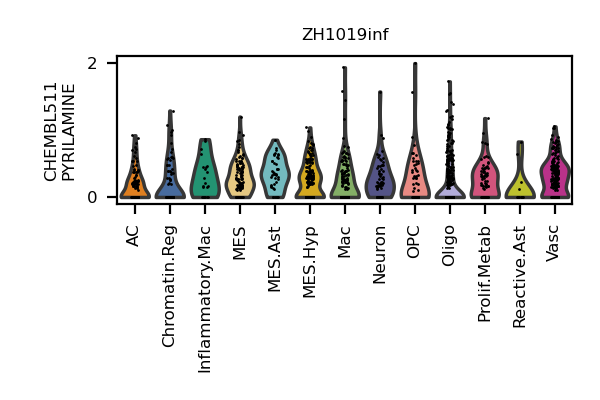 ZH1019inf
CHEMBL511
PYRILAMINE
2
0
AC
Chromatin.Reg
Inflammatory.Mac
MES
MES.Ast
MES.Hyp
Mac
Neuron
OPC
Oligo
Prolif.Metab
Reactive.Ast
Vasc